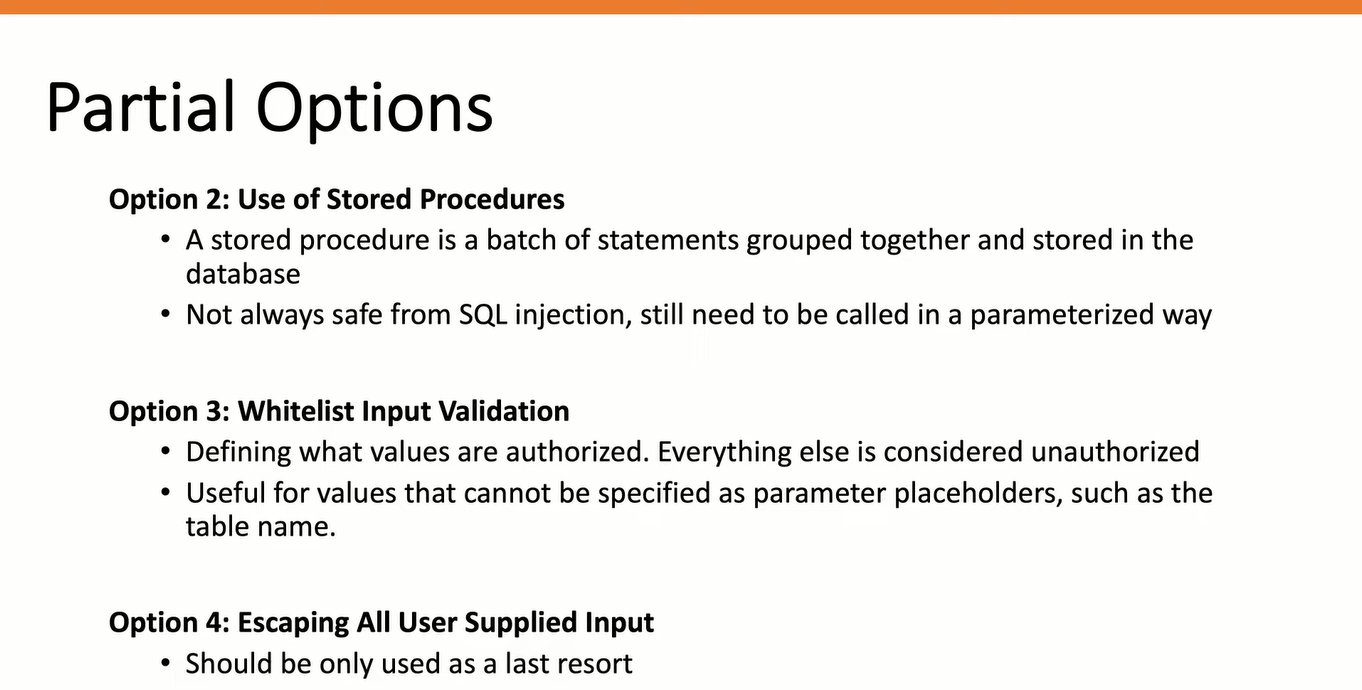 Partial Options
Option 2: Use of Stored Procedures
• A stored procedure is a batch of statements grouped together and stored in the
database
• Not always safe from SQL injection, still need to be called in a parameterized way
Option 3: Whitelist Input Validation
• Defining what values are authorized. Everything else is considered unauthorized
• Useful for values that cannot be specified as parameter placeholders, such as the
table name.
Option 4: Escaping All User Supplied Input
• Should be only used as a last resort